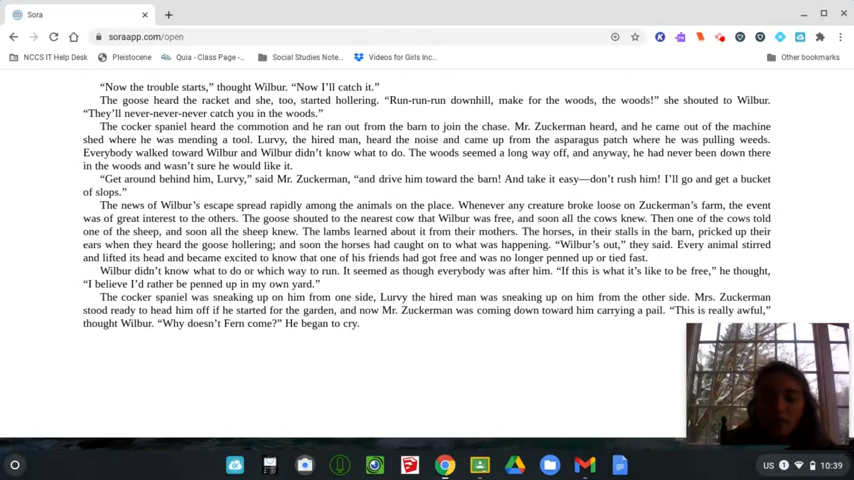 Sora
soraapp.com/open
NCCS IT Help Desk
Pleistocene
Quia - Class Page -...
Social Studies Note...
Videos for Girls Inc...
Other bookmarks
“Now the trouble starts,” thought Wilbur. “Now I’ll catch it.”
The goose heard the racket and she, too, started hollering. “Run-run-run downhill, make for the woods, the woods!” she shouted to Wilbur.
“They’ll never-never-never catch you in the woods.”
The cocker spaniel heard the commotion and he ran out from the barn to join the chase. Mr. Zuckerman heard, and he came out of the machine
shed where he was mending a tool. Lurvy, the hired man, heard the noise and came up from the asparagus patch where he was pulling weeds.
Everybody walked toward Wilbur and Wilbur didn’t know what to do. The woods seemed a long way off, and anyway, he had never been down there
in the woods and wasn’t sure he would like it.
“Get around behind him, Lurvy,” said Mr. Zuckerman, “and drive him toward the barn! And take it easy—don’t rush him! I’ll go and get a bucket
of slops.”
The news of Wilbur’s escape spread rapidly among the animals on the place. Whenever any creature broke loose on Zuckerman’s farm, the event
was of great interest to the others. The goose shouted to the nearest cow that Wilbur was free, and soon all the cows knew. Then one of the cows told
one of the sheep, and soon all the sheep knew. The lambs learned about it from their mothers. The horses, in their stalls in the barn, pricked up their
ears when they heard the goose hollering; and soon the horses had caught on to what was happening. “Wilbur’s out,” they said. Every animal stirred
and lifted its head and became excited to know that one of his friends had got free and was no longer penned up or tied fast.
Wilbur didn’t know what to do or which way to run. It seemed as though everybody was after him. “If this is what it’s like to be free,” he thought,
“I believe I’d rather be penned up in my own yard.”
The cocker spaniel was sneaking up on him from one side, Lurvy the hired man was sneaking up on him from the other side. Mrs. Zuckerman
stood ready to head him off if he started for the garden, and now Mr. Zuckerman was coming down toward him carrying a pail. “This is really awful,”
thought Wilbur. “Why doesn’t Fern come?” He began to cry.
US
1
10:39